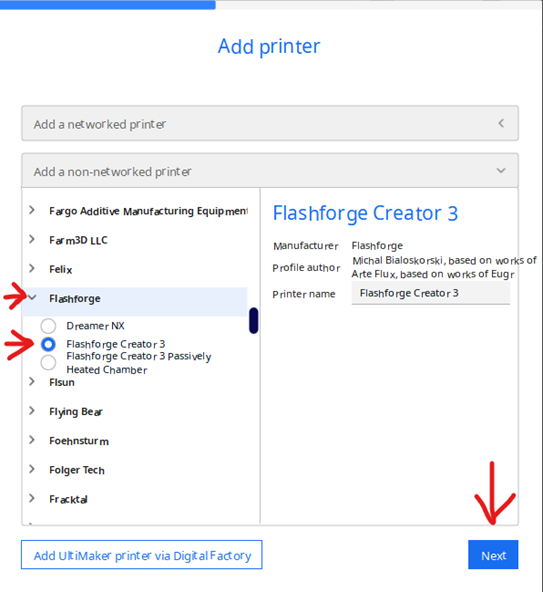 Add printer
Add a networked printer
Add a non-networked printer
Fargo Additive Manufacturing Equipment
Farm3D LLC
Felix
Flashforge
Dreamer NX
Flashforge Creator 3
Flashforge Creator 3 Passively
Heated Chamber
Flsun
Flying Bear
Foehnsturm
Folger Tech
Fracktal
Flashforge Creator 3
Manufacturer Flashforge
Profile author Michal Bialoskorski, based on works of
Arte Flux, based on works of Eugr
Printer name Flashforge Creator 3
Add UltiMaker printer via Digital Factory
Next